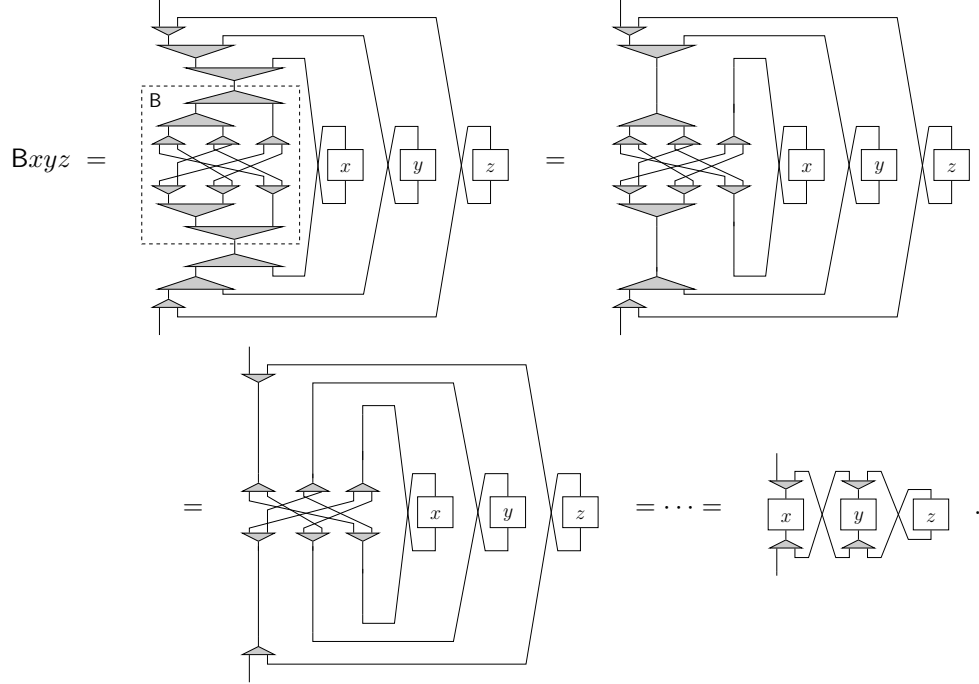 B
Bxyz = x y z = x y z
= x y z = ⋯ = x y z .